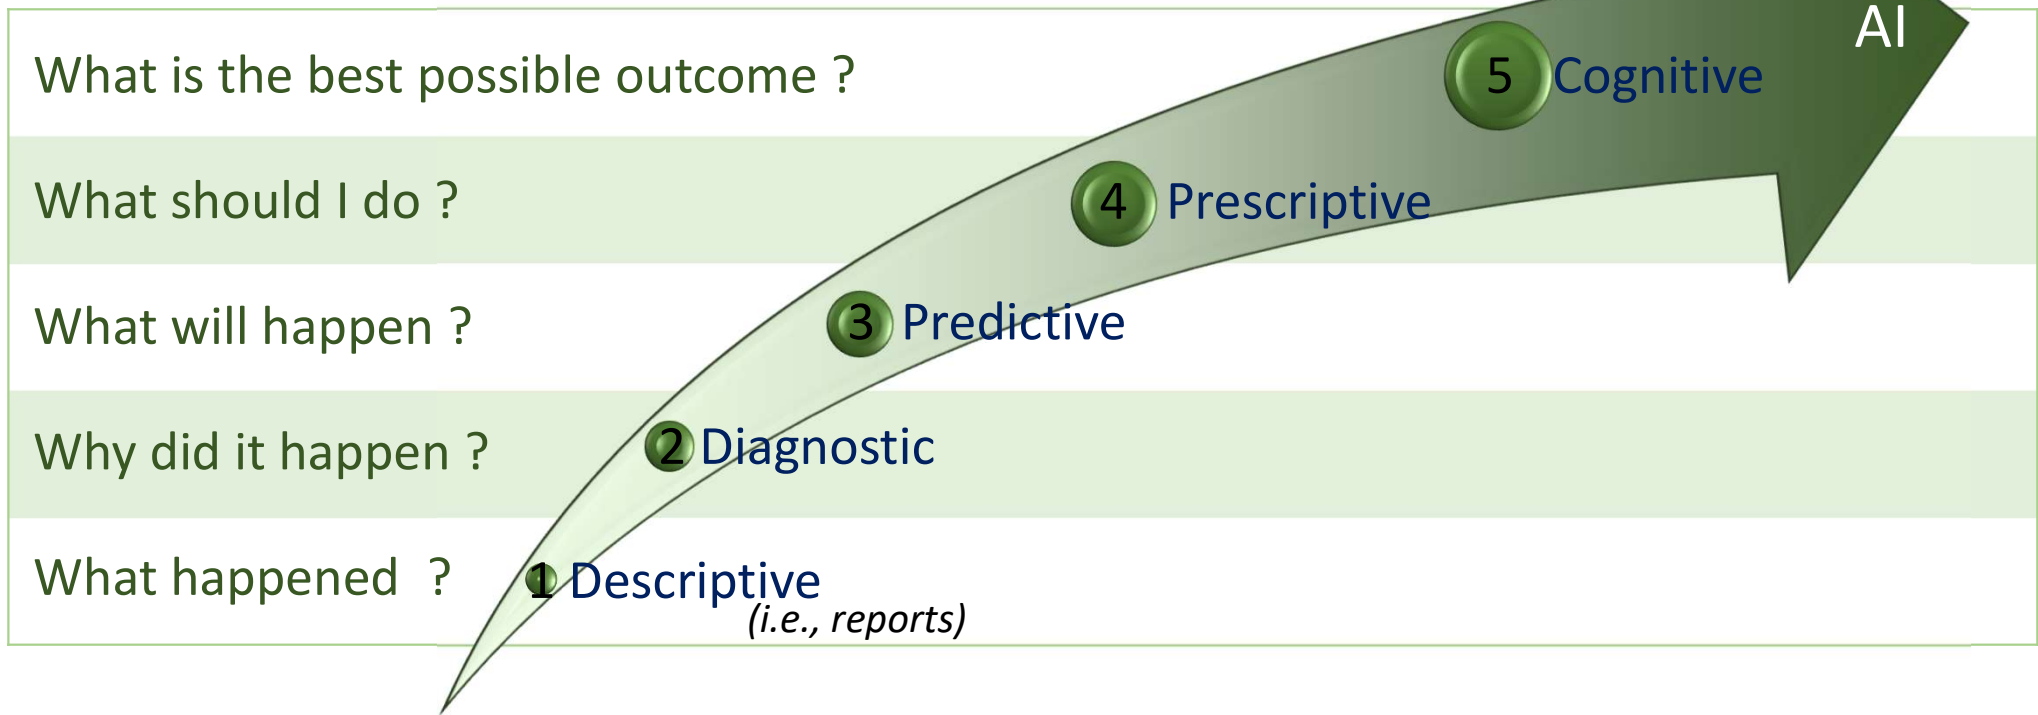 AI
What is the best possible outcome ?
5 Cognitive
What should I do ?
4 Prescriptive
What will happen ?
3 Predictive
Why did it happen ?
2 Diagnostic
What happened ?
1 Descriptive
(i.e., reports)